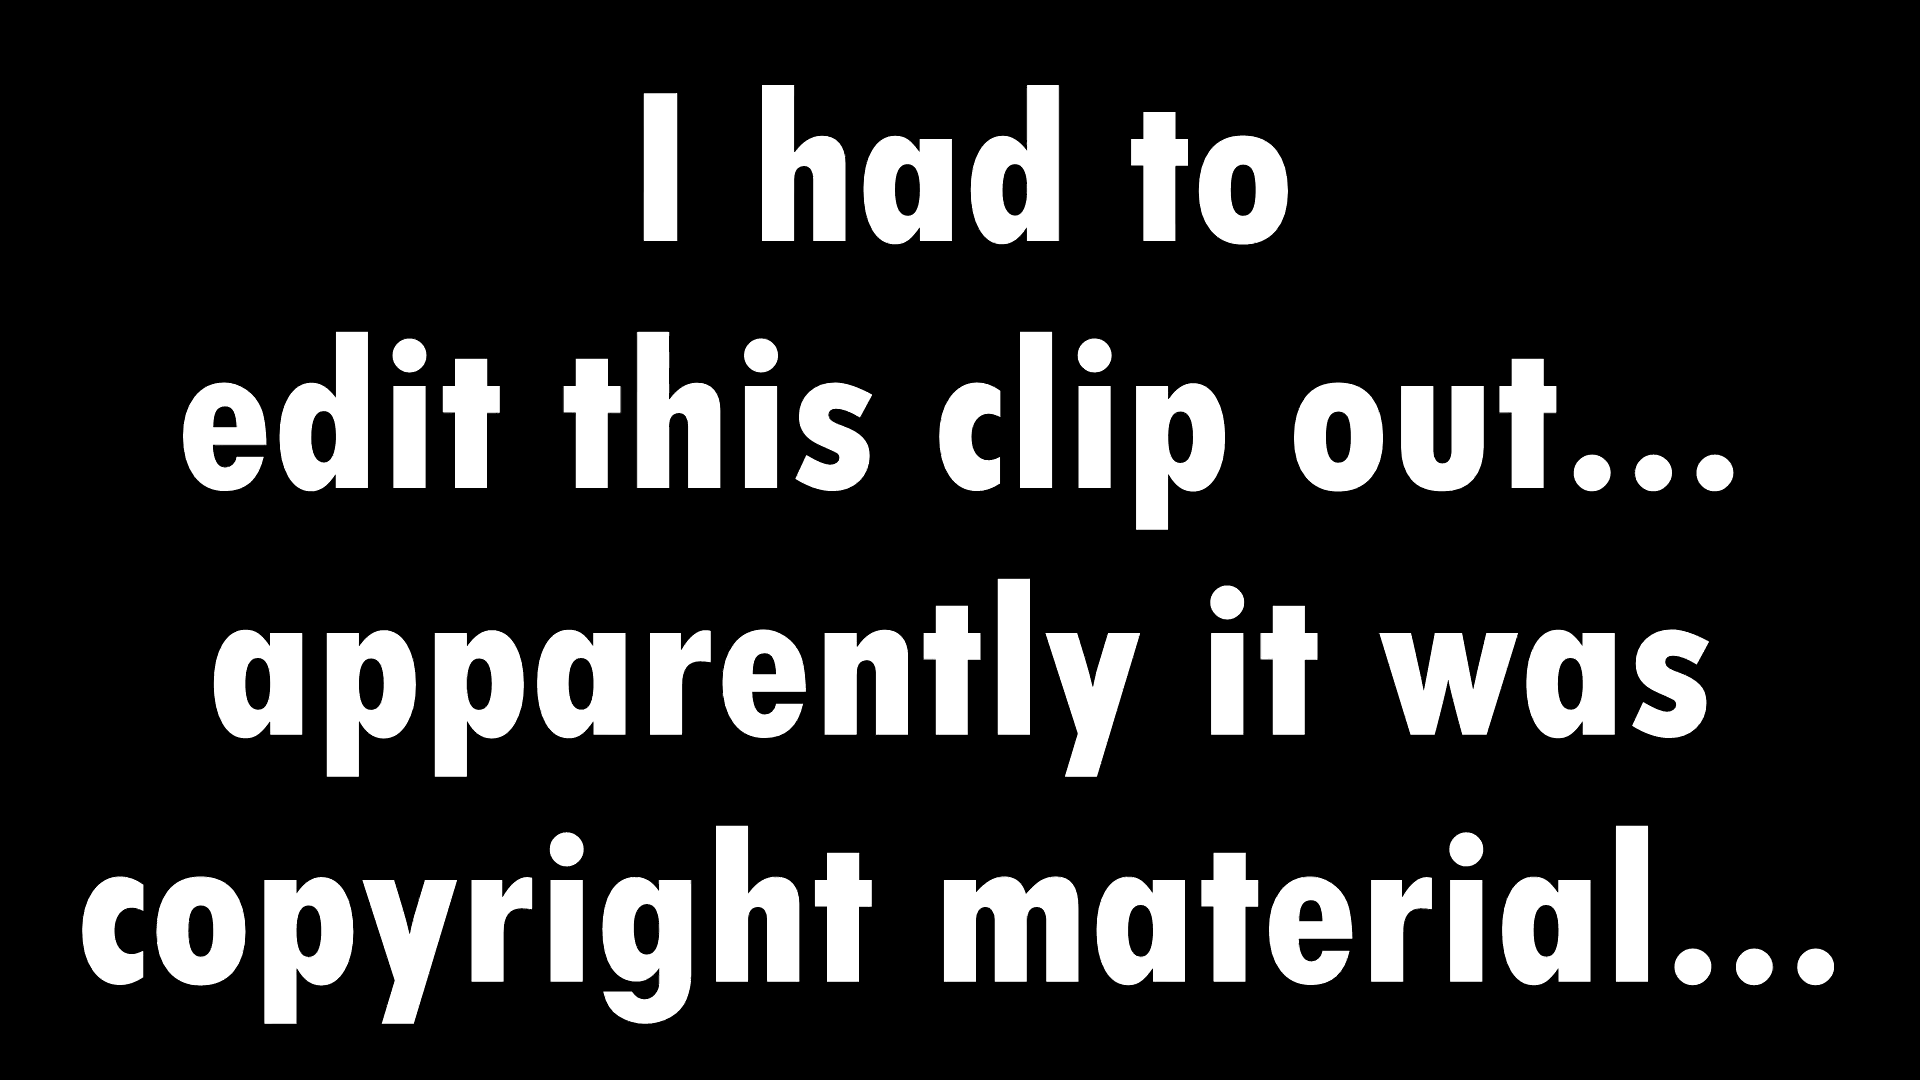 I had to
edit this clip out...
apparently it was
copyright material...